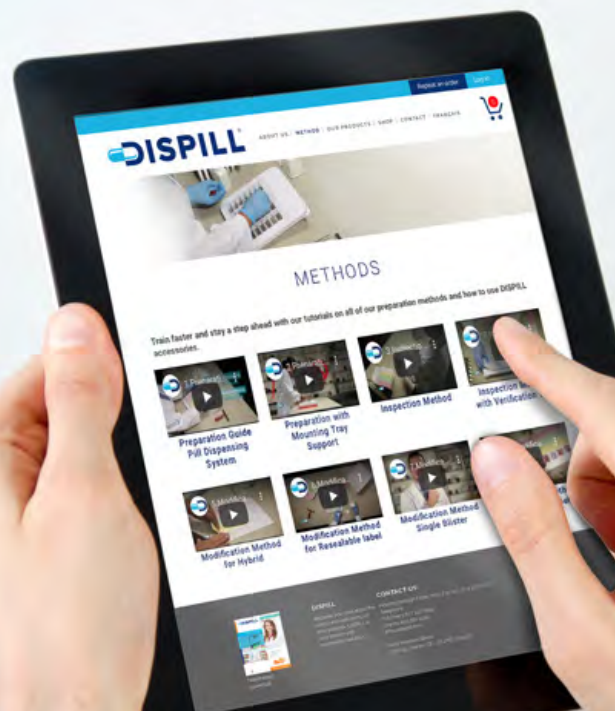 Repeat an order
Log in
DISPILL®
ABOUT US | METHOD | OUR PRODUCTS | SHOP | CONTACT | FRANÇAIS
METHODS
Train faster and stay a step ahead with our tutorials on all of our preparation methods and how to use DISPILL
accessories.
Preparation Guide
Pill Dispensing
System
Preparation with
Mounting Tray
Support
Inspection Method
Inspection
with Verification
Modification Method
for Hybrid
Modification Method
for Resealable label
Modification Method
Single Blister
DISPILL
DISPILL
CONTACT US: